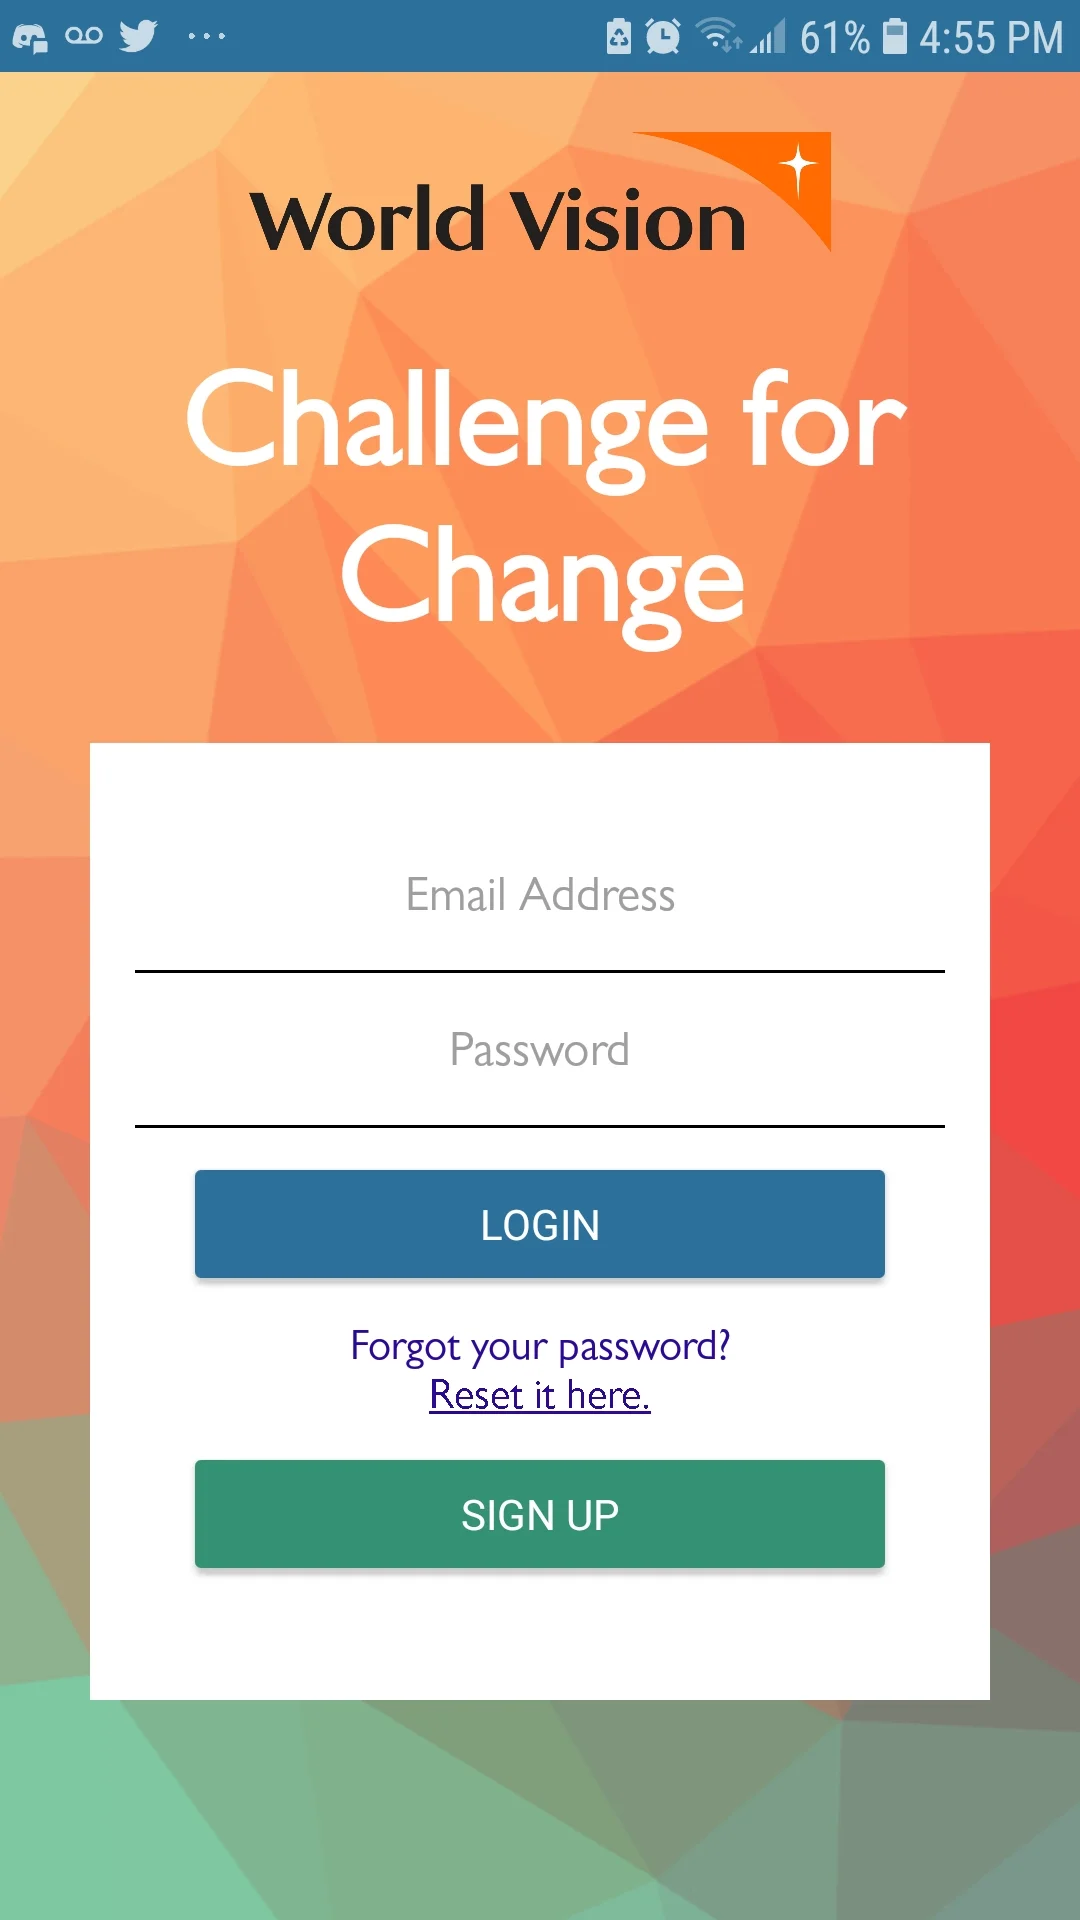 61% 4:55 PM
World Vision
Challenge for
Change
Email Address
Password
LOGIN
Forgot your password?
Reset it here.
SIGN UP